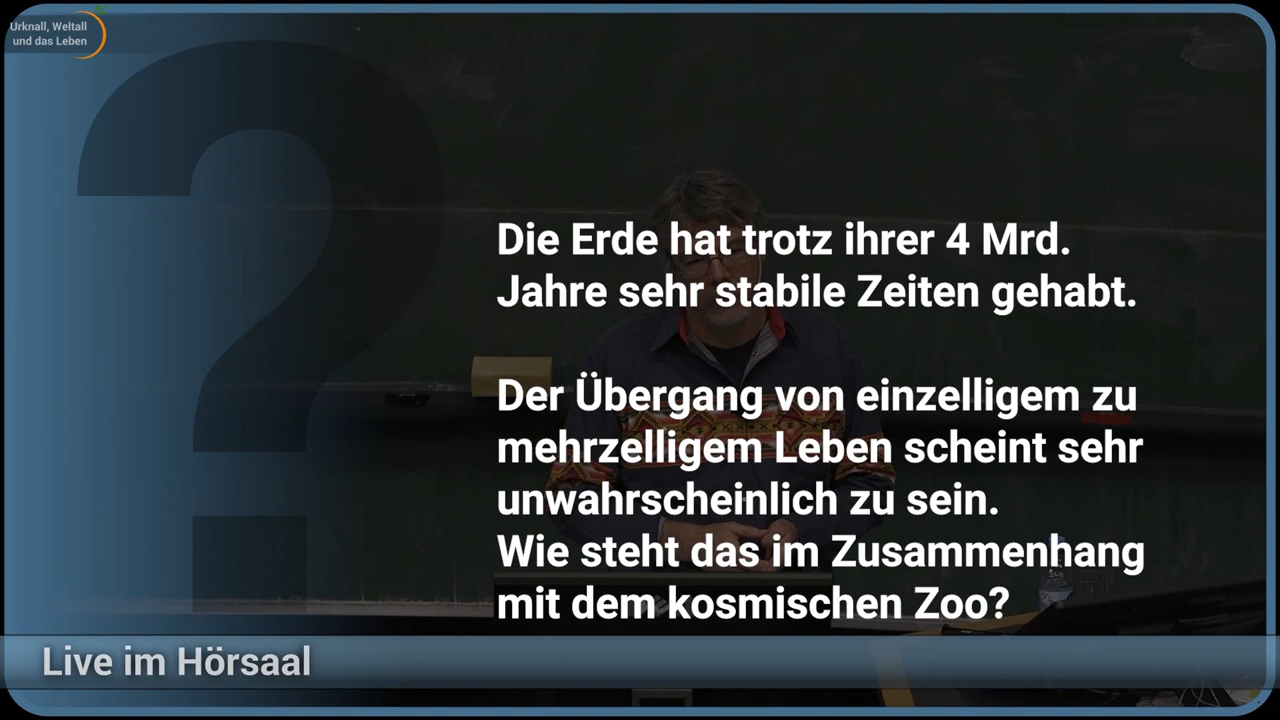 Urknall, Weltall
und das Leben
Die Erde hat trotz ihrer 4 Mrd.
Jahre sehr stabile Zeiten gehabt.
Der Übergang von einzelligem zu
mehrzelligem Leben scheint sehr
unwahrscheinlich zu sein.
Wie steht das im Zusammenhang
mit dem kosmischen Zoo?
Live im Hörsaal